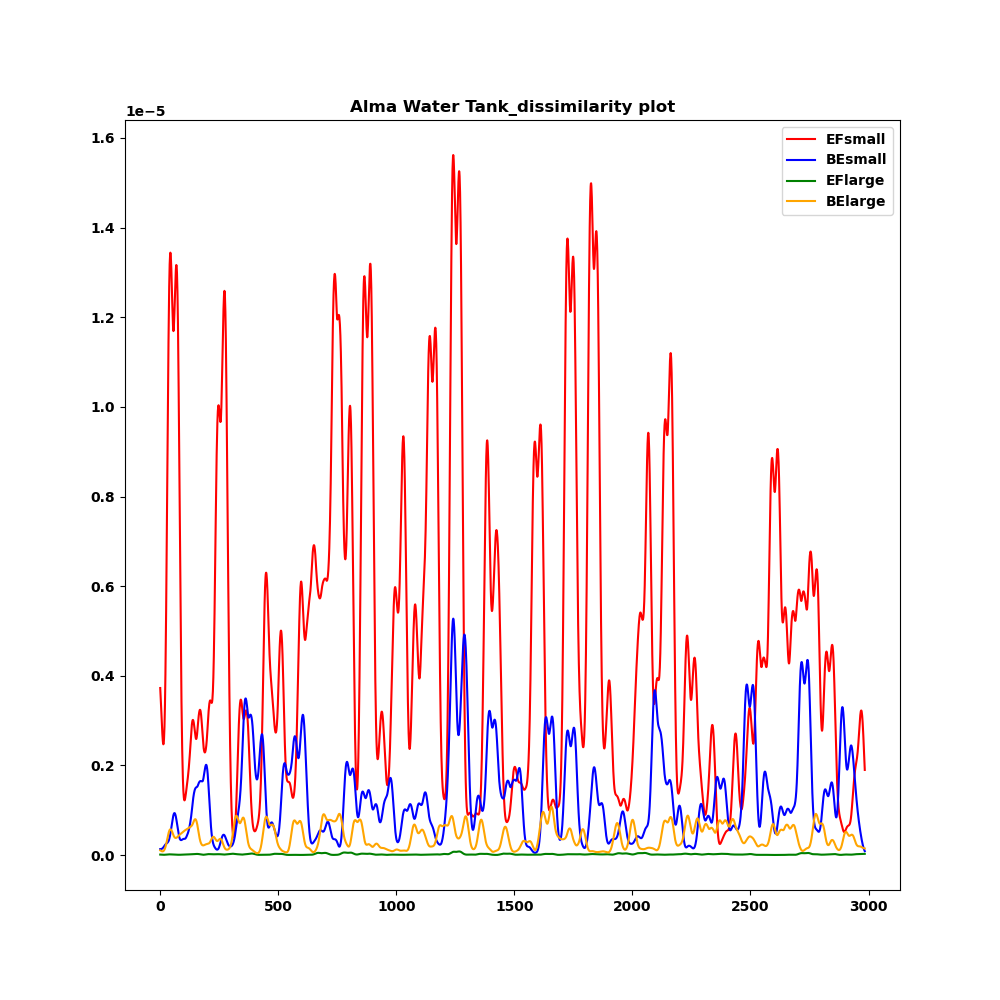 Alma Water Tank_dissimilarity plot
1e−5
1.6
1.4
1.2
1.0
0.8
0.6
0.4
0.2
0.0
0 500 1000 1500 2000 2500 3000
EFsmall
BEsmall
EFlarge
BElarge